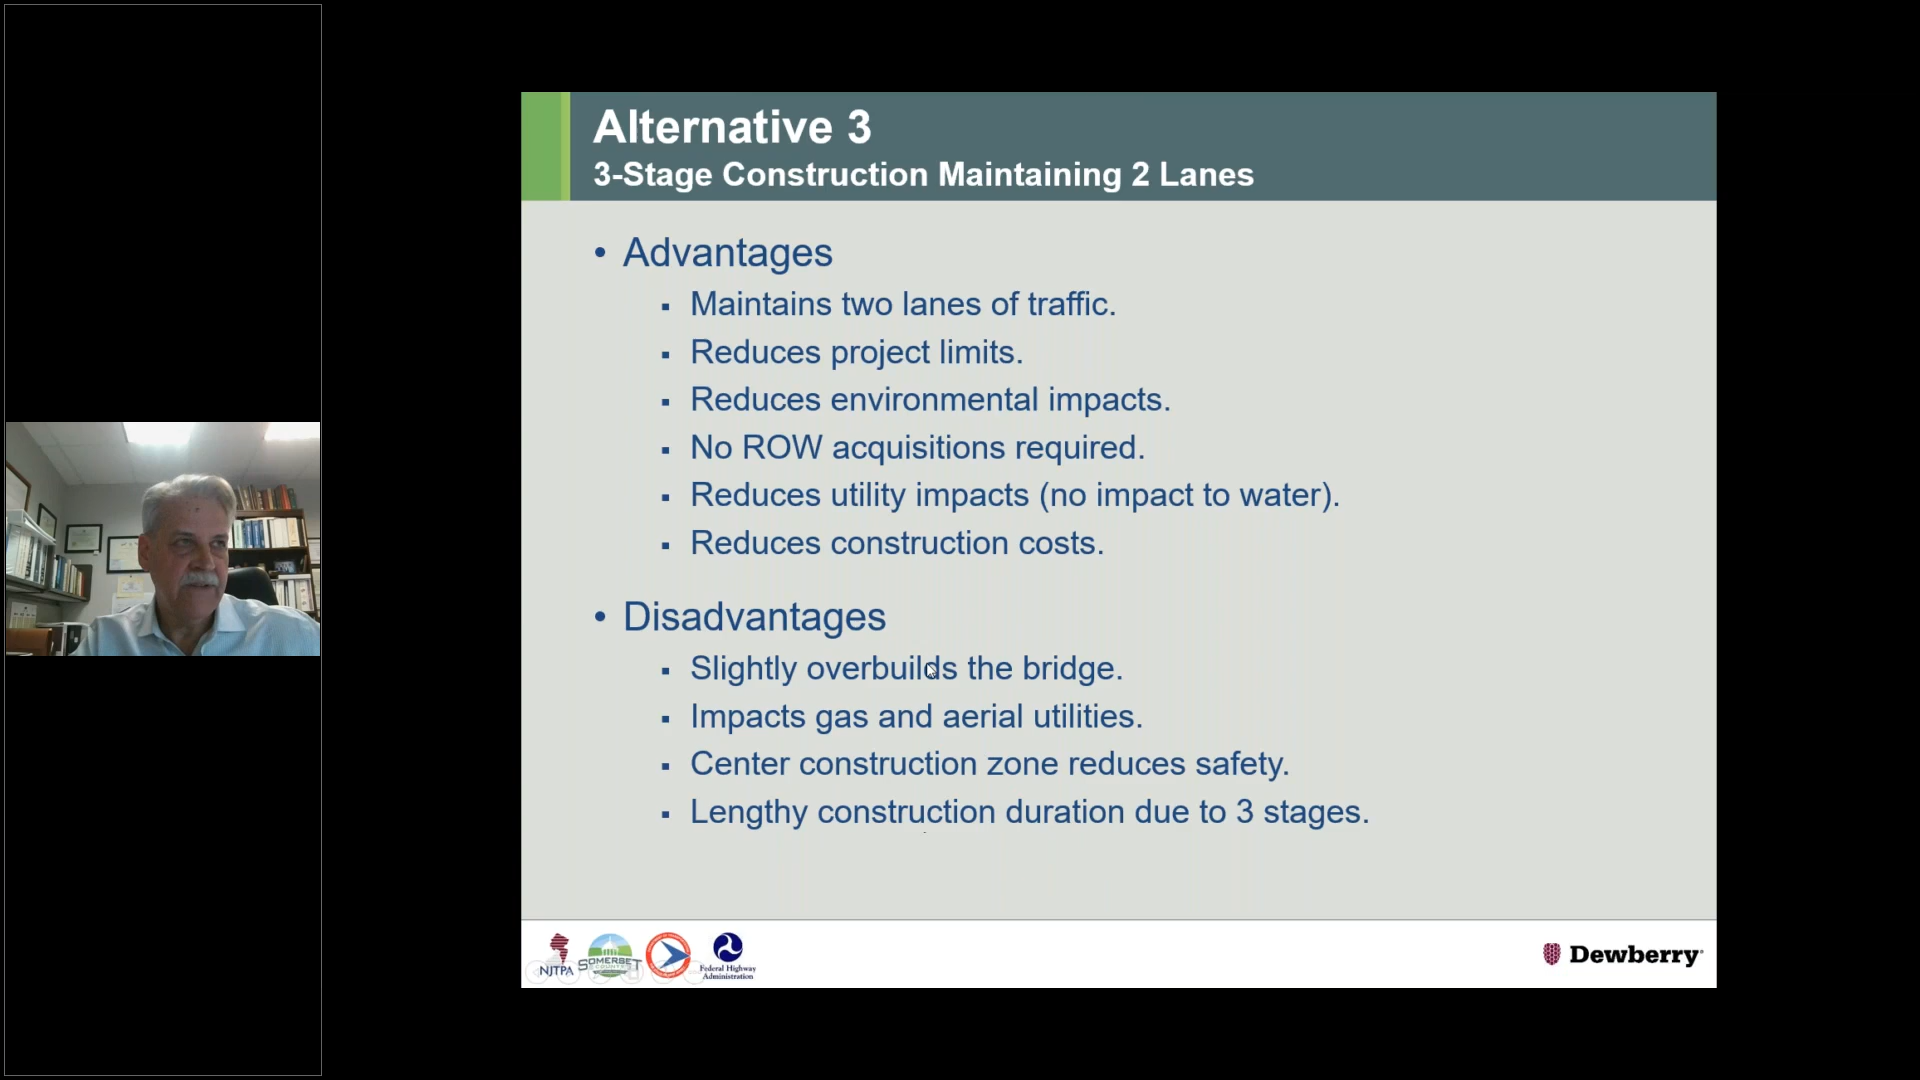 Alternative 3
3-Stage Construction Maintaining 2 Lanes
• Advantages
▪ Maintains two lanes of traffic.
▪ Reduces project limits.
▪ Reduces environmental impacts.
▪ No ROW acquisitions required.
▪ Reduces utility impacts (no impact to water).
▪ Reduces construction costs.
• Disadvantages
▪ Slightly overbuilds the bridge.
▪ Impacts gas and aerial utilities.
▪ Center construction zone reduces safety.
▪ Lengthy construction duration due to 3 stages.
NJTPA
SOMERSET
Federal Highway
Administration
Dewberry